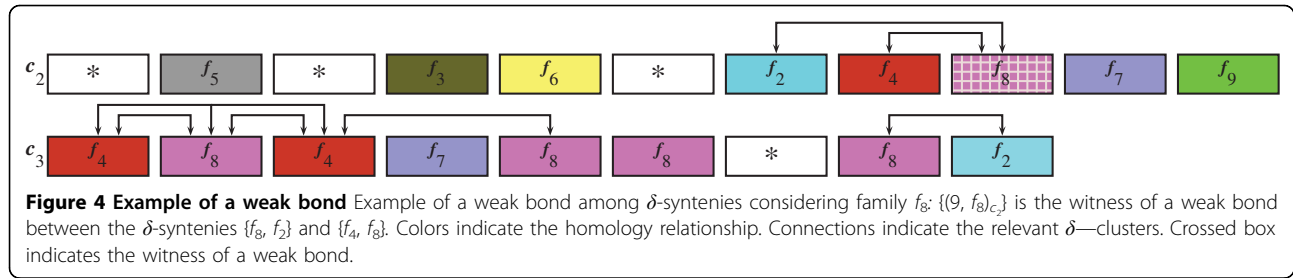 c₂ * f₅ * f₃ f₆ * f₂ f₄ f₈ f₇ f₉
c₃ f₄ f₈ f₄ f₇ f₈ f₈ * f₈ f₂
Figure 4 Example of a weak bond Example of a weak bond among δ-syntenies considering family f₈: {(9, f₈)c₂} is the witness of a weak bond
between the δ-syntenies {f₈, f₂} and {f₄, f₈}. Colors indicate the homology relationship. Connections indicate the relevant δ—clusters. Crossed box
indicates the witness of a weak bond.